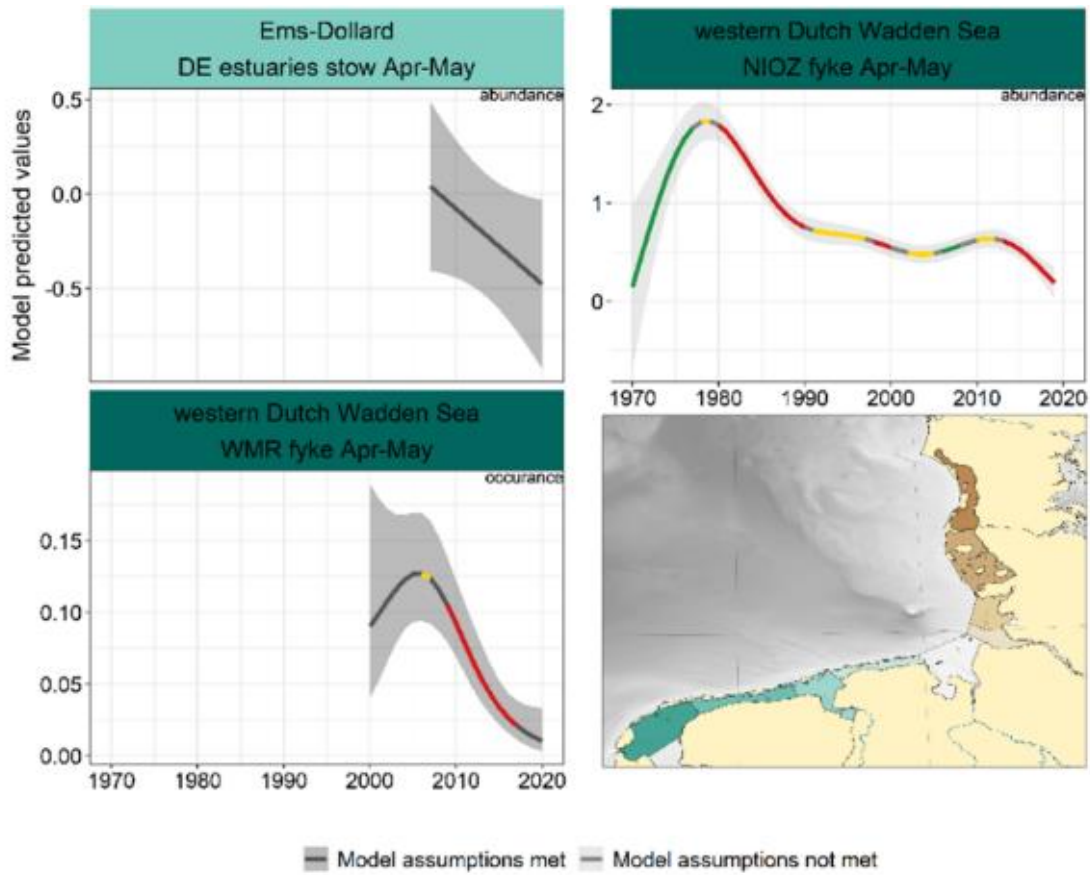 Ems-Dollard
DE estuaries stow Apr-May
abundance
0.5
0.0
-0.5
Model predicted values
western Dutch Wadden Sea
NIOZ fyke Apr-May
abundance
2
1
0
1970 1980 1990 2000 2010 2020
western Dutch Wadden Sea
WMR fyke Apr-May
occurance
0.15
0.10
0.05
0.00
1970 1980 1990 2000 2010 2020
Model assumptions met Model assumptions not met